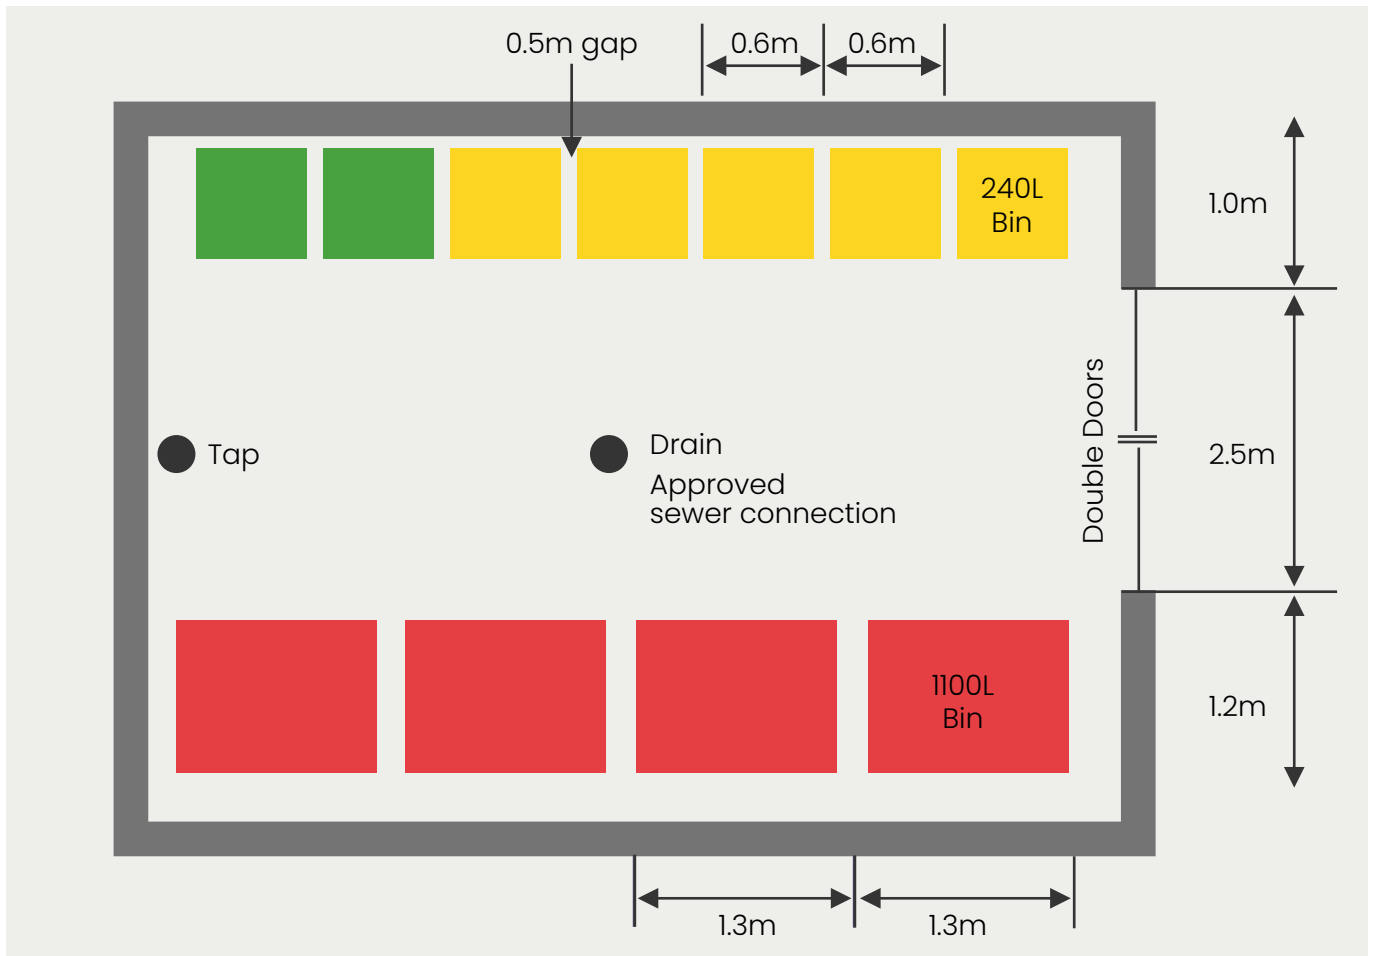 0.5m gap
0.6m
0.6m
240L
Bin
1.0m
Tap
Drain
Approved
sewer connection
Double Doors
2.5m
1100L
Bin
1.2m
1.3m
1.3m